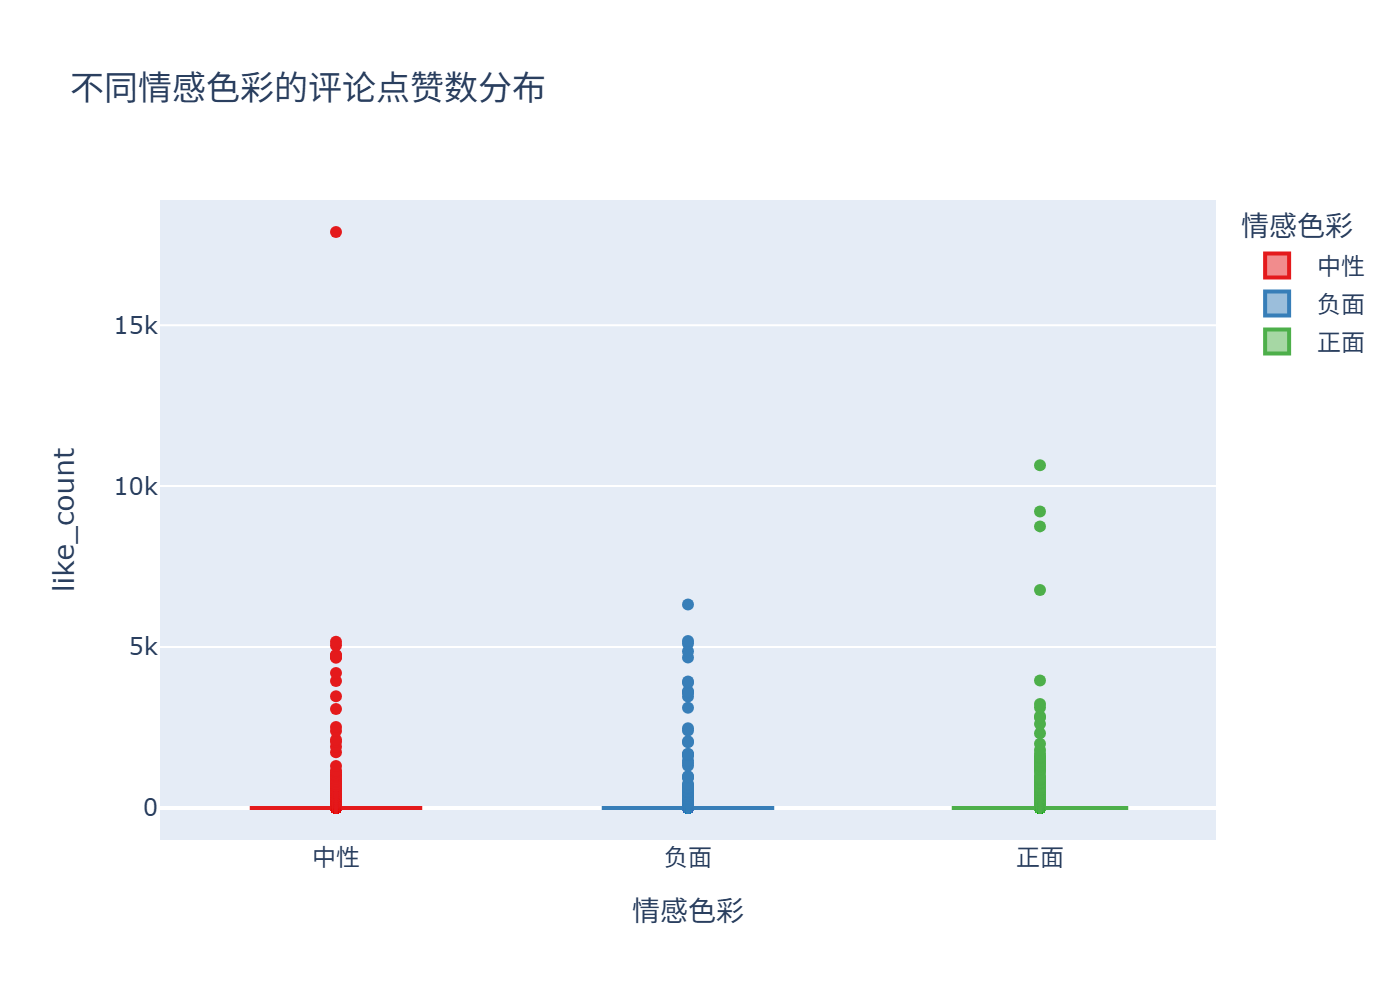 不同情感色彩的评论点赞数分布
情感色彩
中性
负面
正面
like_count
15k
10k
5k
0
中性
负面
正面
情感色彩